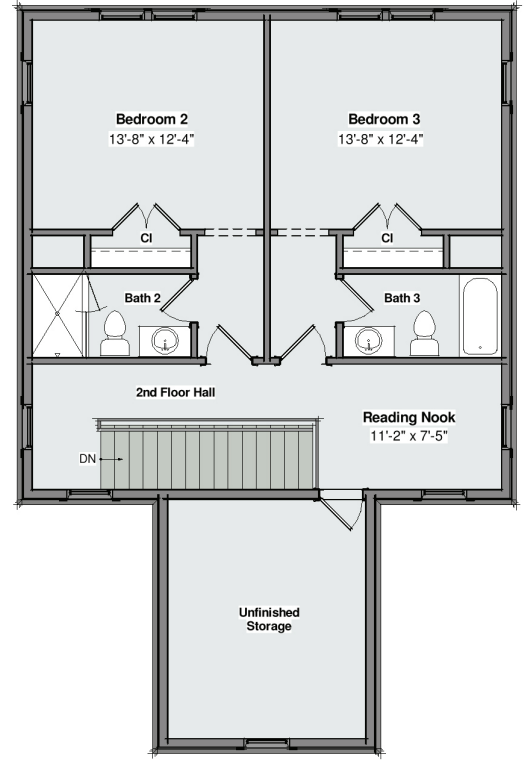 Bedroom 2
13'-8" x 12'-4"
Bedroom 3
13'-8" x 12'-4"
Cl
Cl
Bath 2
Bath 3
2nd Floor Hall
Reading Nook
11'-2" x 7'-5"
DN
Unfinished
Storage